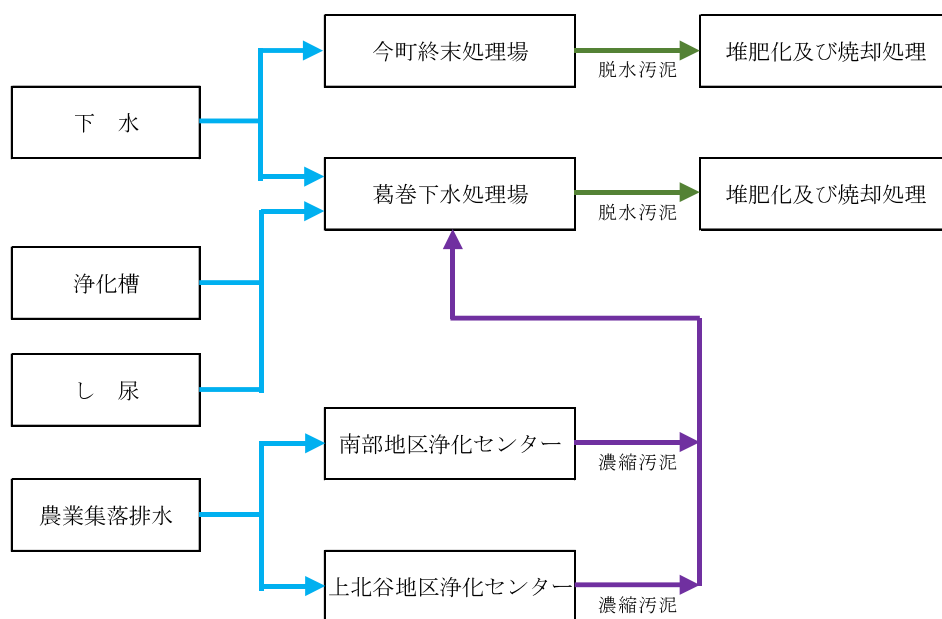 今町終末処理場
脱水汚泥
堆肥化及び焼却処理
下　水
葛巻下水処理場
脱水汚泥
堆肥化及び焼却処理
浄化槽
し　尿
南部地区浄化センター
濃縮汚泥
農業集落排水
上北谷地区浄化センター
濃縮汚泥